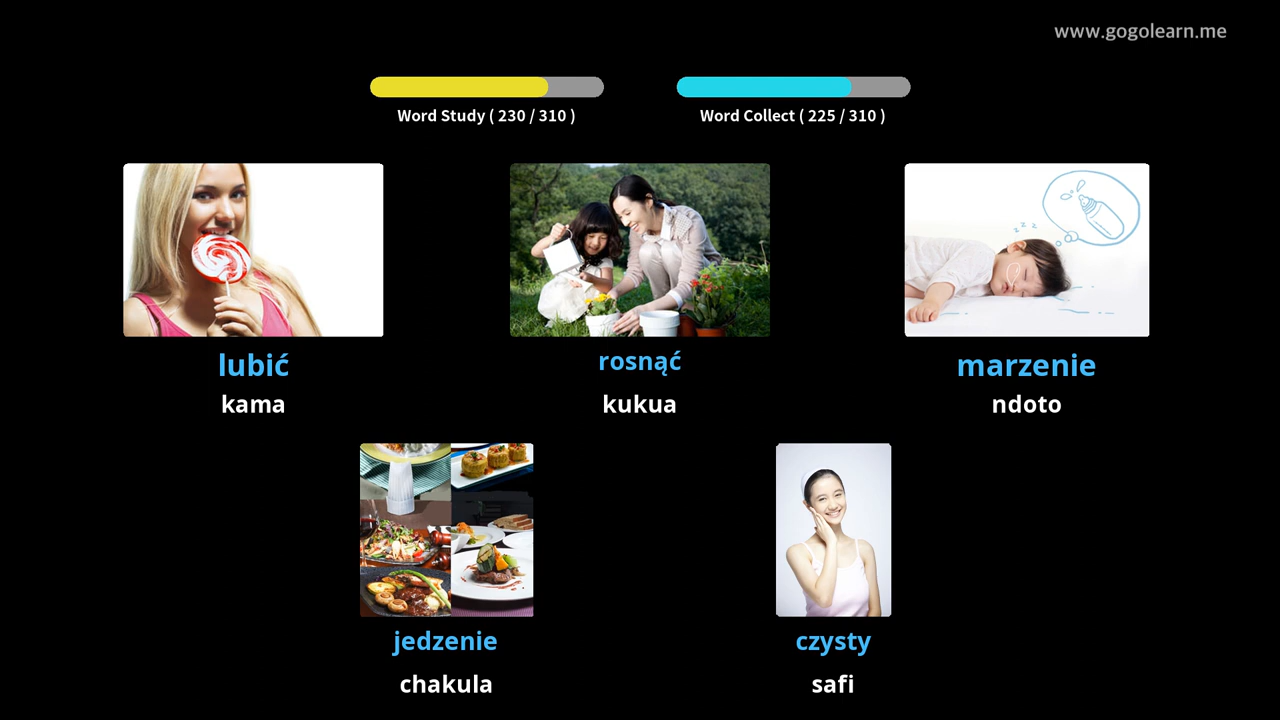 www.gogolearn.me
Word Study ( 230 / 310 )
Word Collect ( 225 / 310 )
lubić
rosnąć
marzenie
kama
kukua
ndoto
jedzenie
czysty
chakula
safi